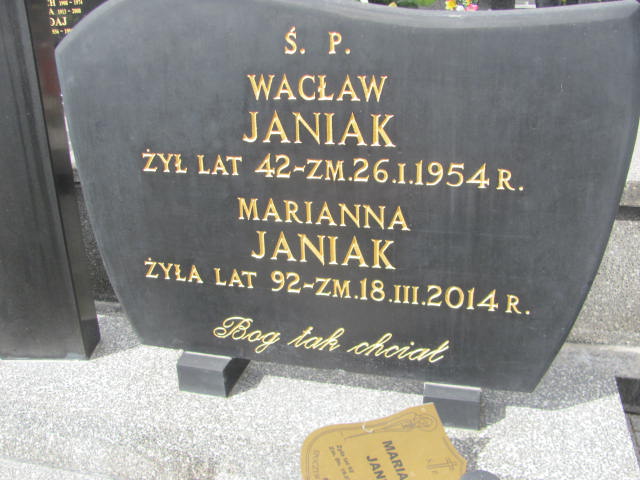 Ś. P.
WACŁAW
JANIAK
ŻYŁ LAT 42-ZM.26.I.1954 R.
MARIANNA
JANIAK
ŻYŁA LAT 92-ZM.18.III.2014 R.
Bog tak chciał